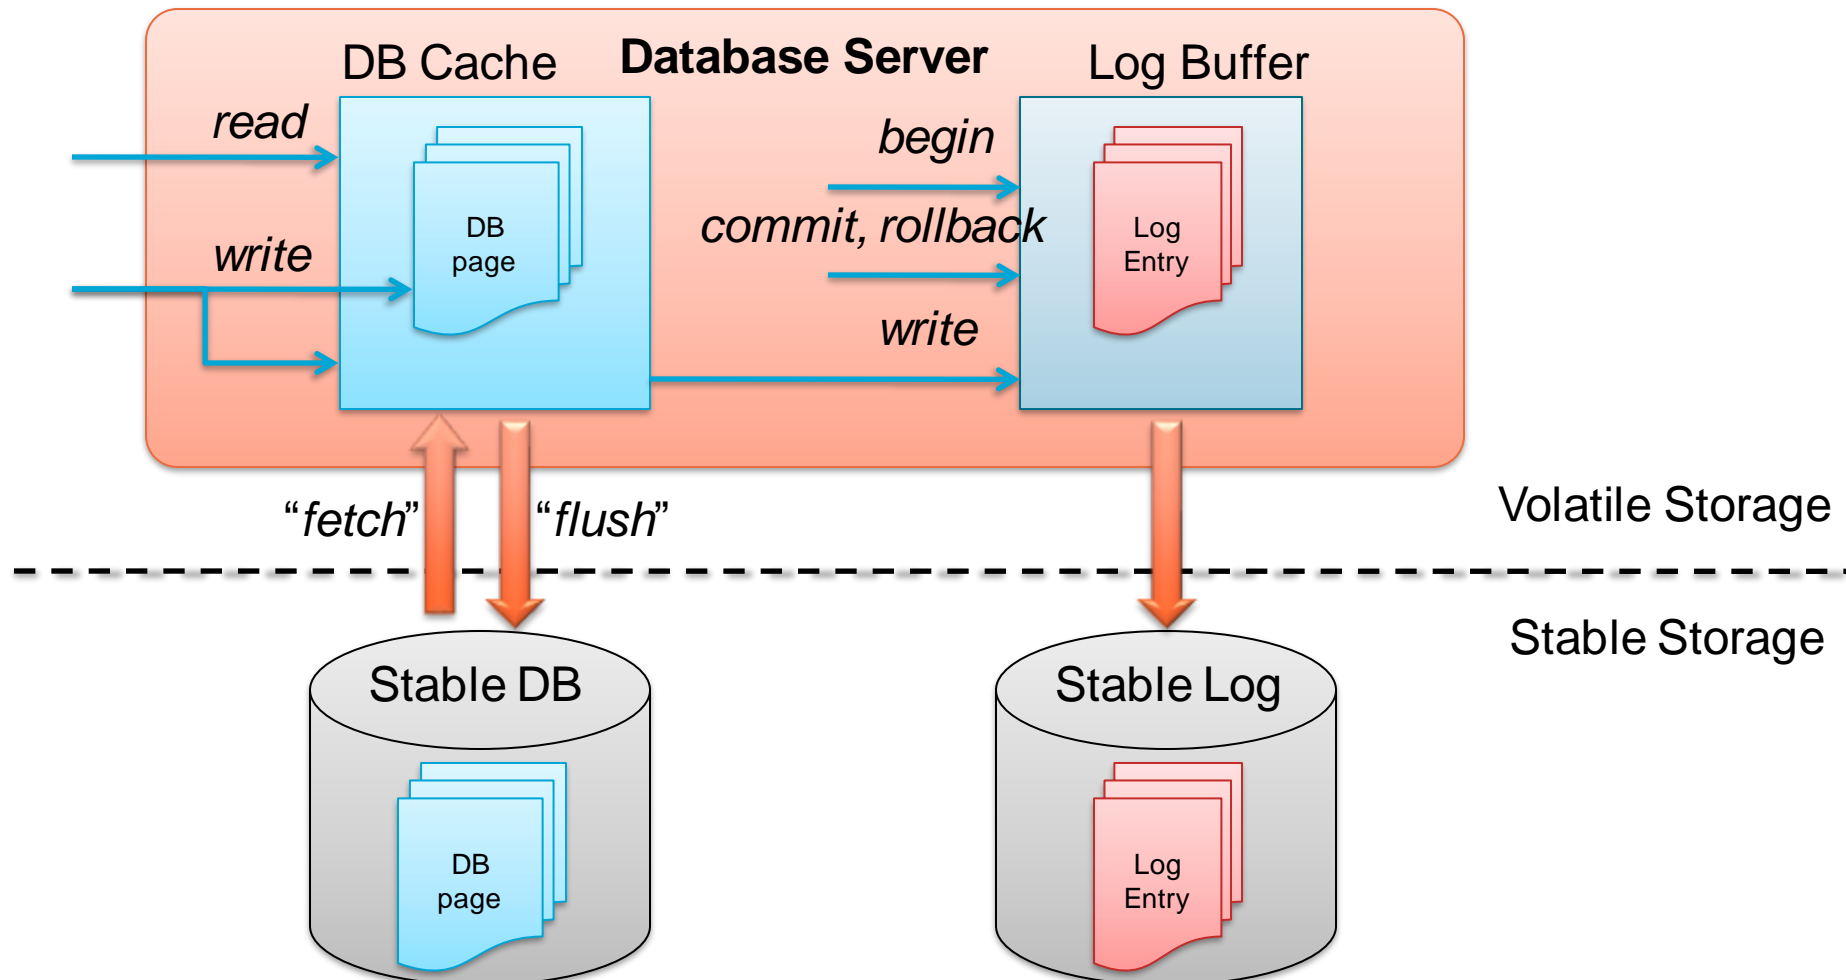 Database Server
DB Cache
Log Buffer
read
write
DB
page
begin
commit, rollback
write
Log
Entry
“fetch”
“flush”
Volatile Storage
Stable Storage
Stable DB
DB
page
Stable Log
Log
Entry